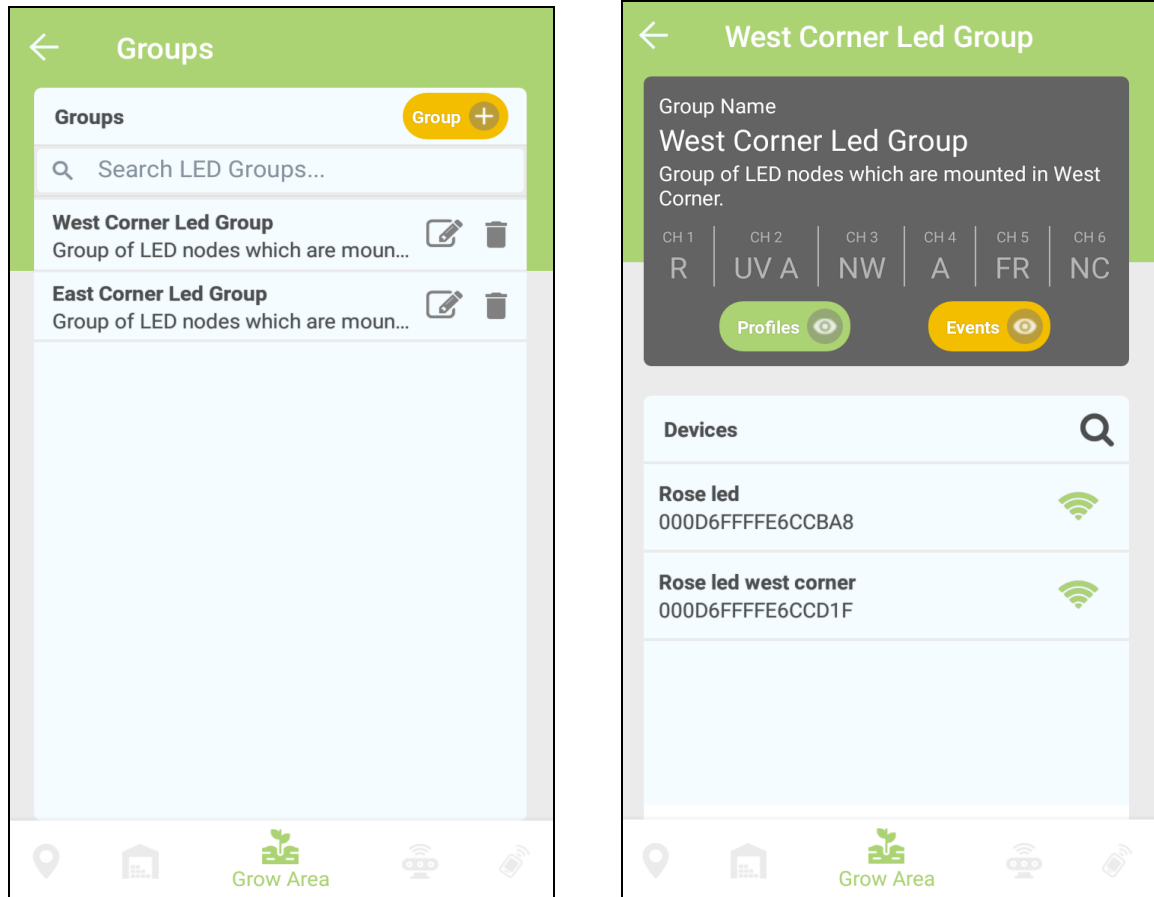 Groups
Groups
Group
Search LED Groups...
West Corner Led Group
Group of LED nodes which are moun...
East Corner Led Group
Group of LED nodes which are moun...
Grow Area
West Corner Led Group
Group Name
West Corner Led Group
Group of LED nodes which are mounted in West
Corner.
CH 1 CH 2 CH 3 CH 4 CH 5 CH 6
R UV A NW A FR NC
Profiles Events
Devices
Rose led
000D6FFFFE6CCBA8
Rose led west corner
000D6FFFFE6CCD1F
Grow Area